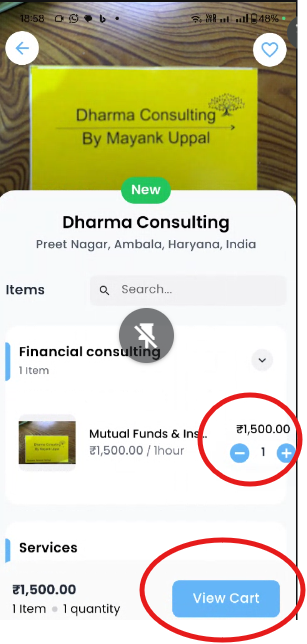 18:58
48%
Dharma Consulting
By Mayank Uppal
New
Dharma Consulting
Preet Nagar, Ambala, Haryana, India
Items
Search...
Financial consulting
1 Item
Mutual Funds & Ins...
₹1,500.00 / 1hour
₹1,500.00
1
Services
₹1,500.00
1 Item • 1 quantity
View Cart